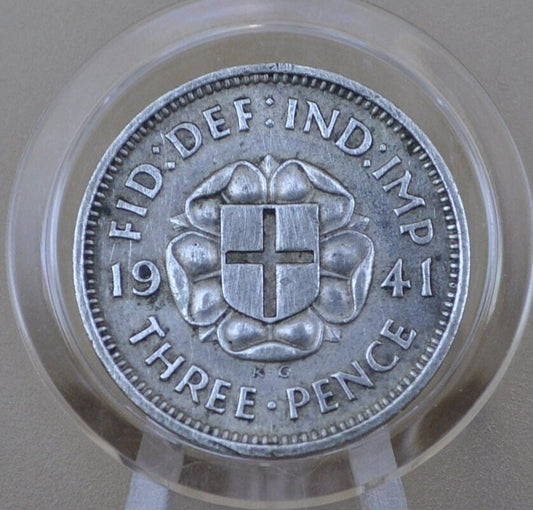 FID:DEF:IND:IMP
19 41
KG
THREE·PENCE